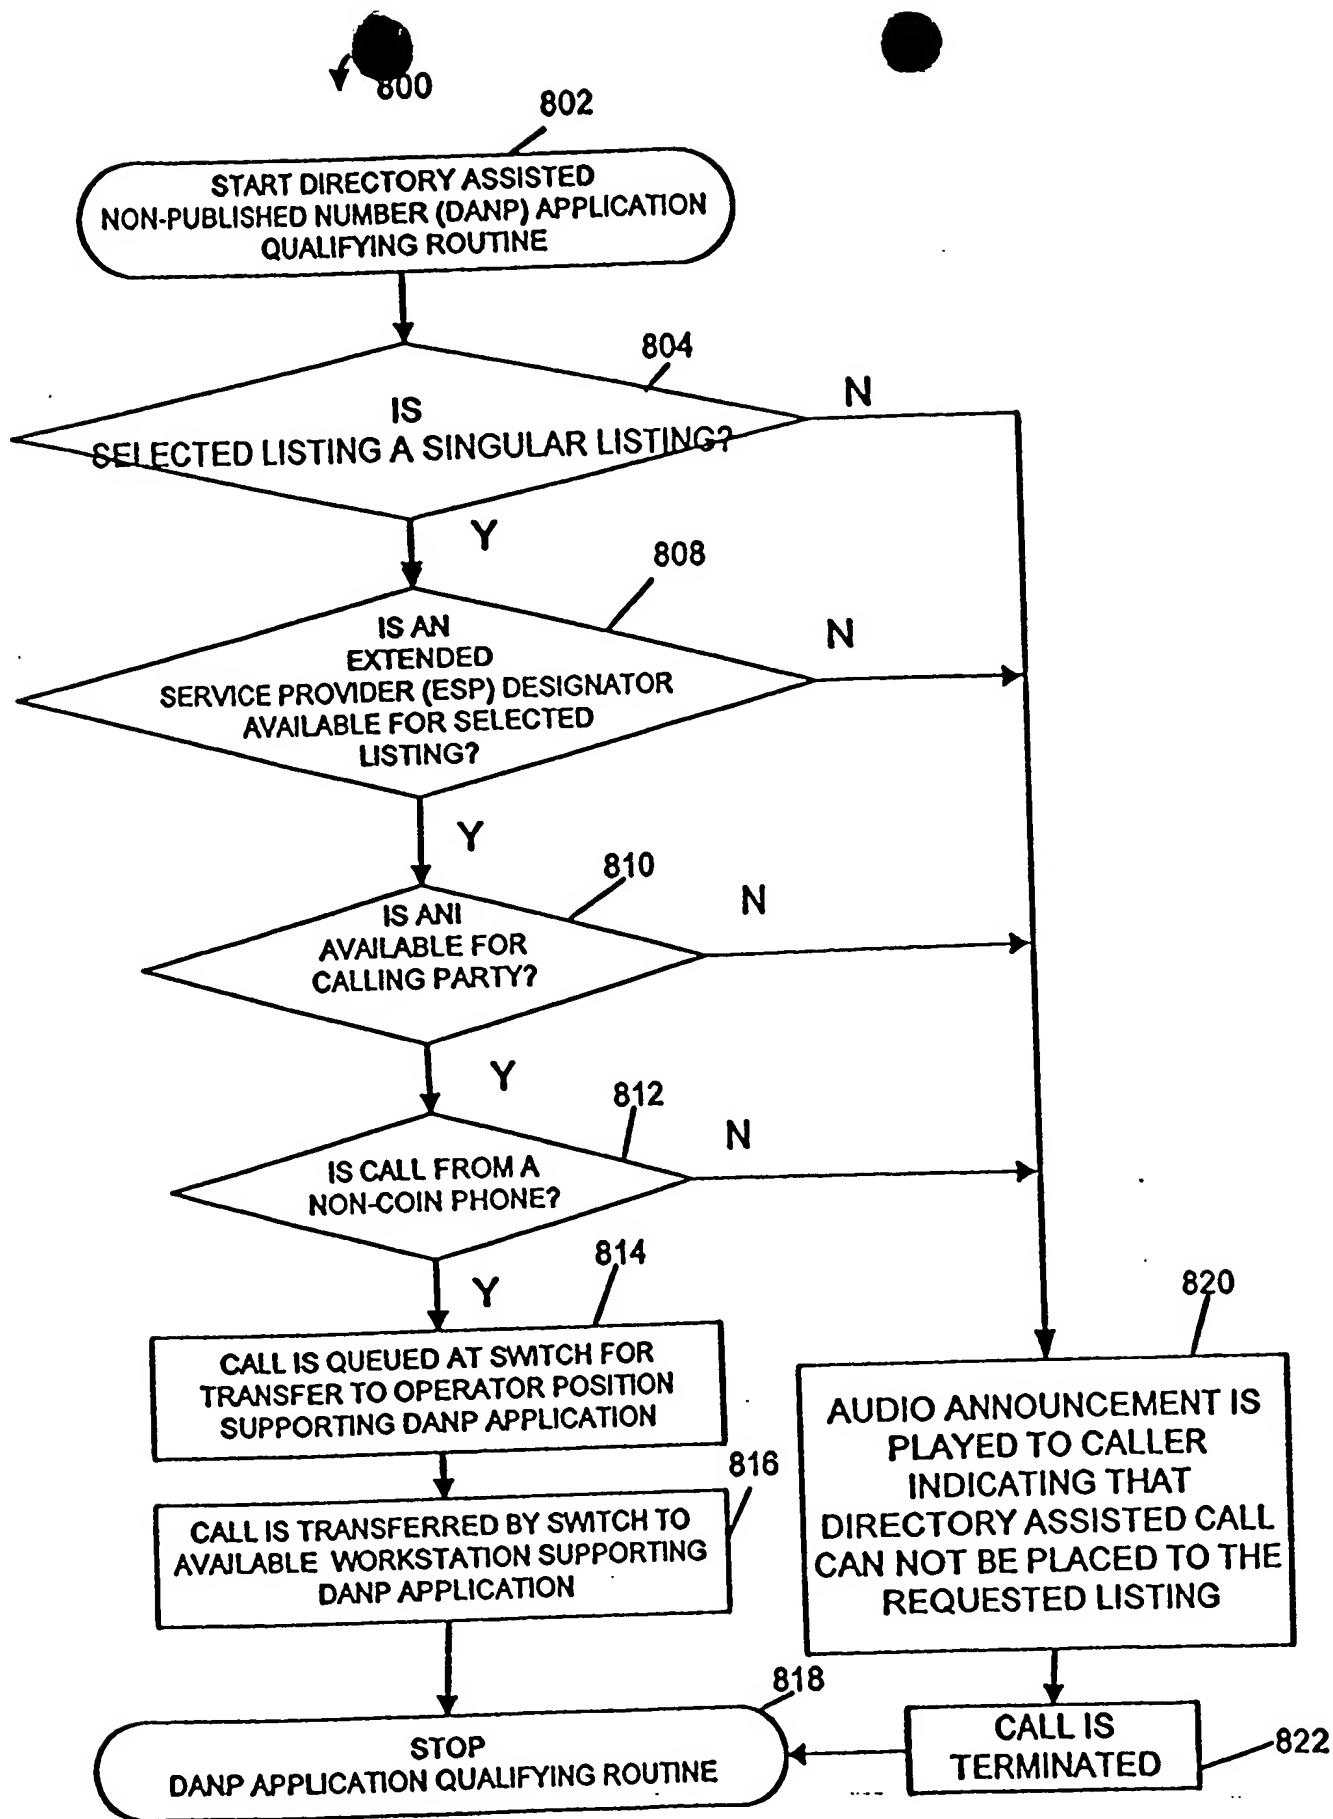 800
802
START DIRECTORY ASSISTED
NON-PUBLISHED NUMBER (DANP) APPLICATION
QUALIFYING ROUTINE
804
N
IS
SELECTED LISTING A SINGULAR LISTING?
Y
808
N
IS AN
EXTENDED
SERVICE PROVIDER (ESP) DESIGNATOR
AVAILABLE FOR SELECTED
LISTING?
Y
810
N
IS ANI
AVAILABLE FOR
CALLING PARTY?
Y
812
N
IS CALL FROM A
NON-COIN PHONE?
Y
814
CALL IS QUEUED AT SWITCH FOR
TRANSFER TO OPERATOR POSITION
SUPPORTING DANP APPLICATION
816
CALL IS TRANSFERRED BY SWITCH TO
AVAILABLE WORKSTATION SUPPORTING
DANP APPLICATION
820
AUDIO ANNOUNCEMENT IS
PLAYED TO CALLER
INDICATING THAT
DIRECTORY ASSISTED CALL
CAN NOT BE PLACED TO THE
REQUESTED LISTING
818
STOP
DANP APPLICATION QUALIFYING ROUTINE
CALL IS
TERMINATED
822